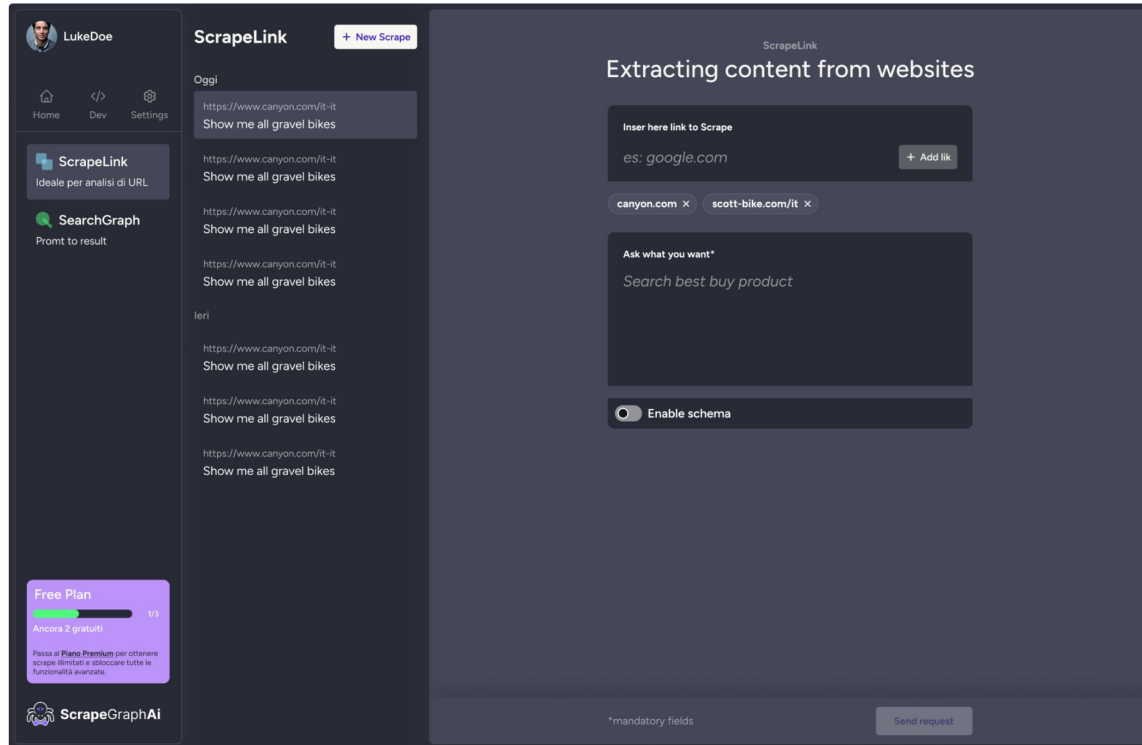 LukeDoe
Home
Dev
Settings
ScrapeLink
Ideale per analisi di URL
SearchGraph
Promt to result
Free Plan
1/3
Ancora 2 gratuiti
Passa al Piano Premium per ottenere
scrape illimitati e sbloccare tutte le
funzionalità avanzate.
ScrapeGraphAi
ScrapeLink
+ New Scrape
Oggi
https://www.canyon.com/it-it
Show me all gravel bikes
https://www.canyon.com/it-it
Show me all gravel bikes
https://www.canyon.com/it-it
Show me all gravel bikes
https://www.canyon.com/it-it
Show me all gravel bikes
Ieri
https://www.canyon.com/it-it
Show me all gravel bikes
https://www.canyon.com/it-it
Show me all gravel bikes
https://www.canyon.com/it-it
Show me all gravel bikes
ScrapeLink
Extracting content from websites
Inser here link to Scrape
es: google.com
+ Add lik
canyon.com ×
scott-bike.com/it ×
Ask what you want*
Search best buy product
Enable schema
*mandatory fields
Send request